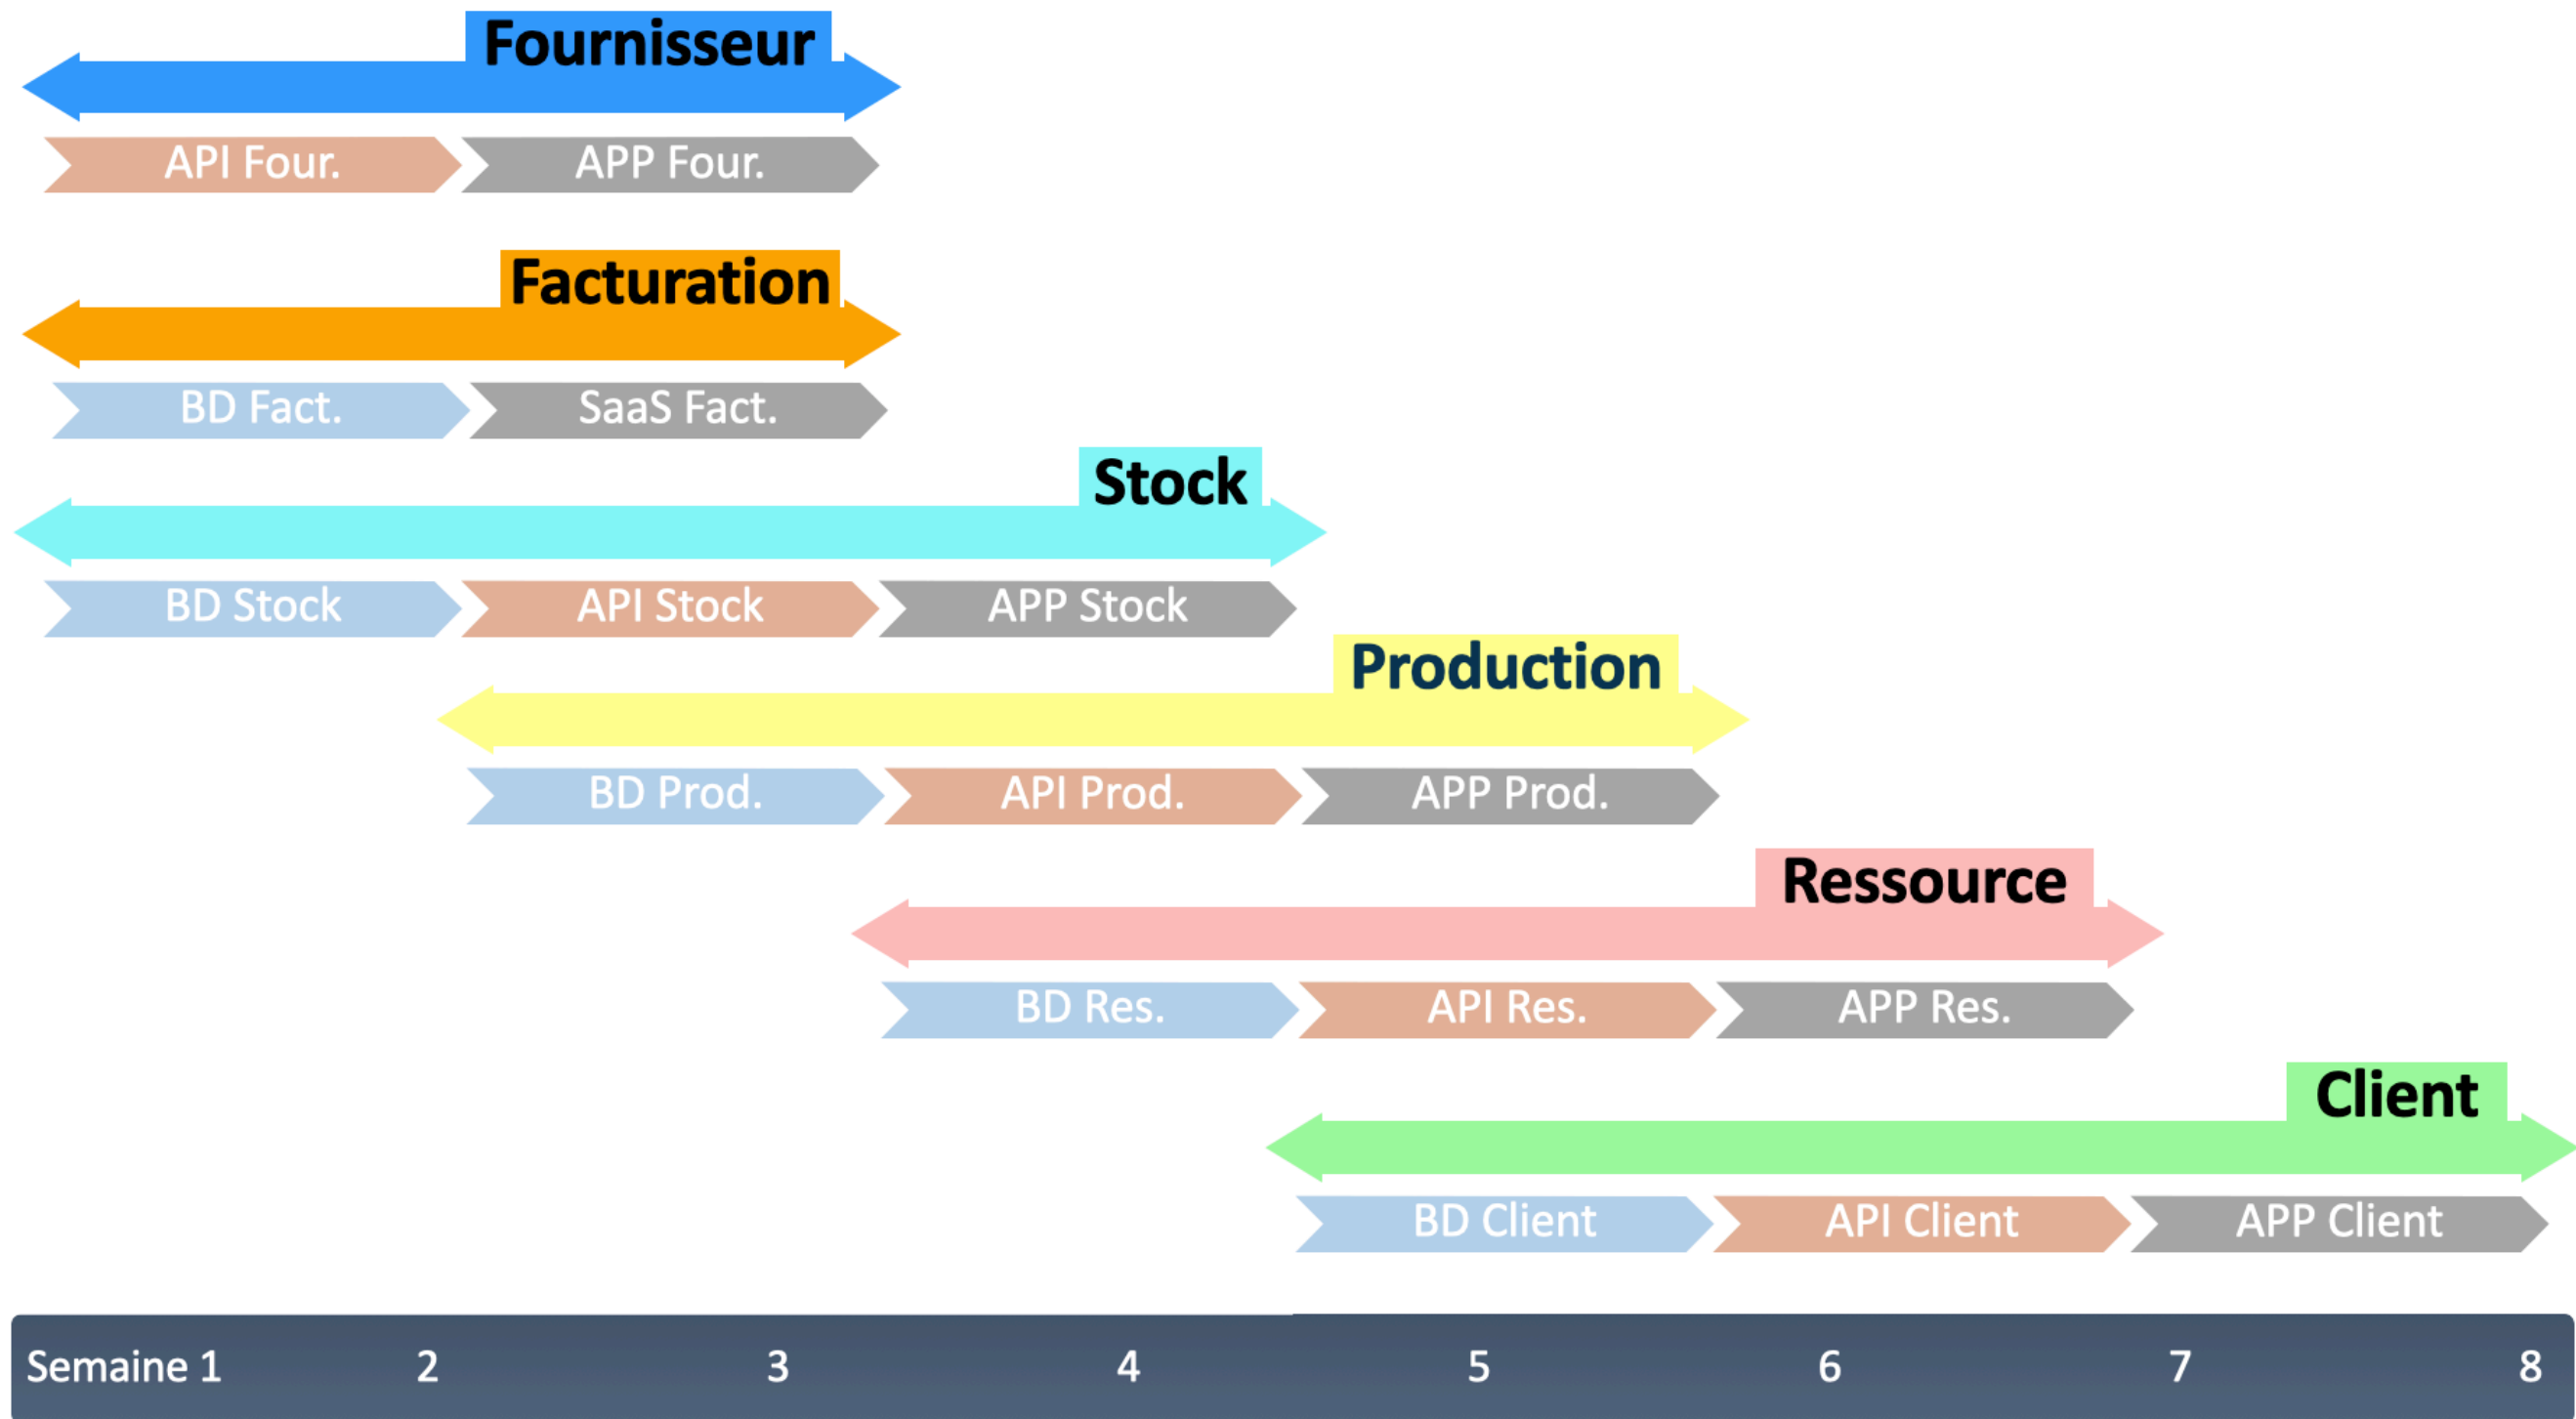 Fournisseur
API Four.
APP Four.
Facturation
BD Fact.
SaaS Fact.
Stock
BD Stock
API Stock
APP Stock
Production
BD Prod.
API Prod.
APP Prod.
Ressource
BD Res.
API Res.
APP Res.
Client
BD Client
API Client
APP Client
Semaine 1 2 3 4 5 6 7 8